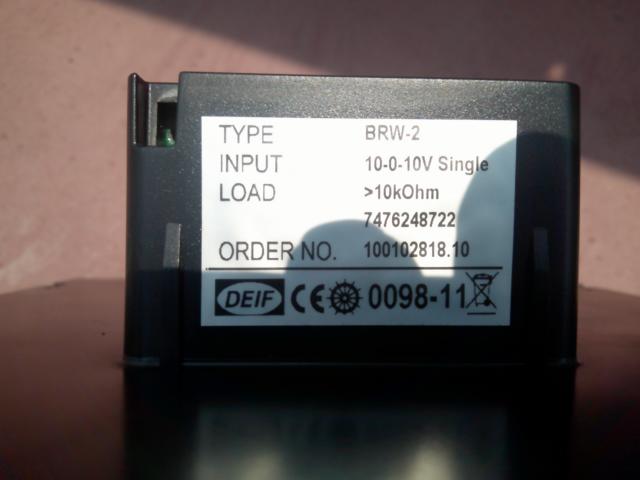 TYPE BRW-2
INPUT 10-0-10V Single
LOAD >10kOhm
7476248722
ORDER NO. 100102818.10
DEIF CE 0098-11